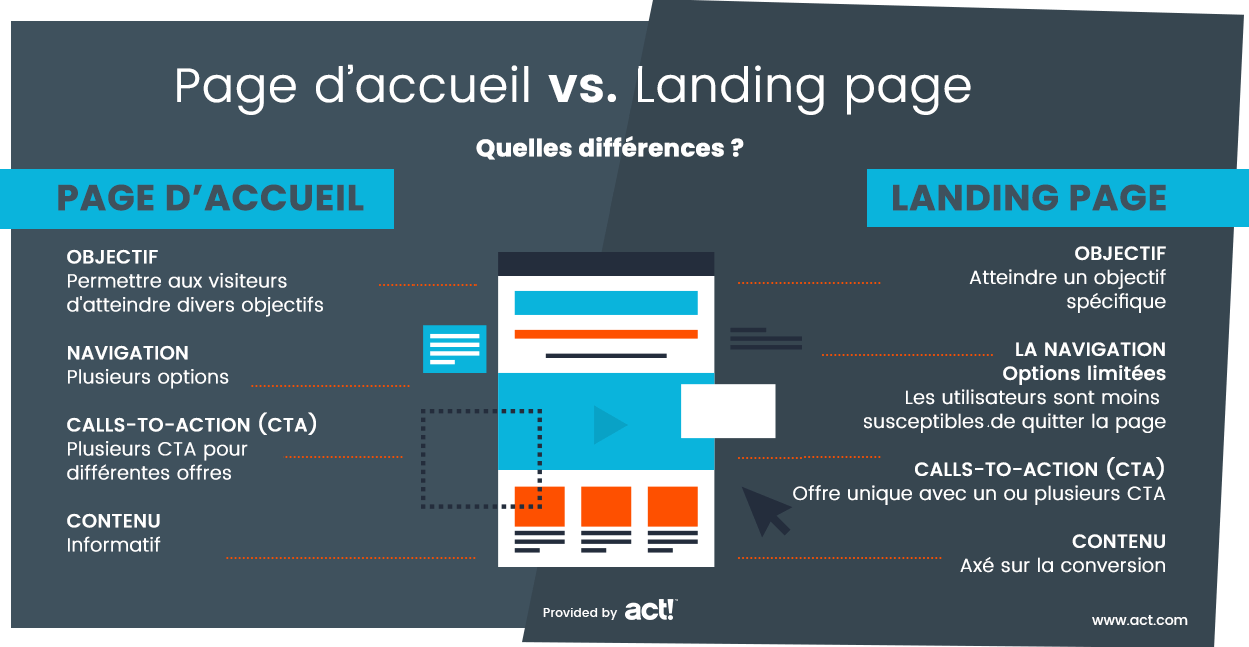 Page d’accueil vs. Landing page
Quelles différences ?
PAGE D’ACCUEIL
OBJECTIF
Permettre aux visiteurs
d'atteindre divers objectifs
NAVIGATION
Plusieurs options
CALLS-TO-ACTION (CTA)
Plusieurs CTA pour
différentes offres
CONTENU
Informatif
LANDING PAGE
OBJECTIF
Atteindre un objectif
spécifique
LA NAVIGATION
Options limitées
Les utilisateurs sont moins
susceptibles de quitter la page
CALLS-TO-ACTION (CTA)
Offre unique avec un ou plusieurs CTA
CONTENU
Axé sur la conversion
Provided by act!
www.act.com